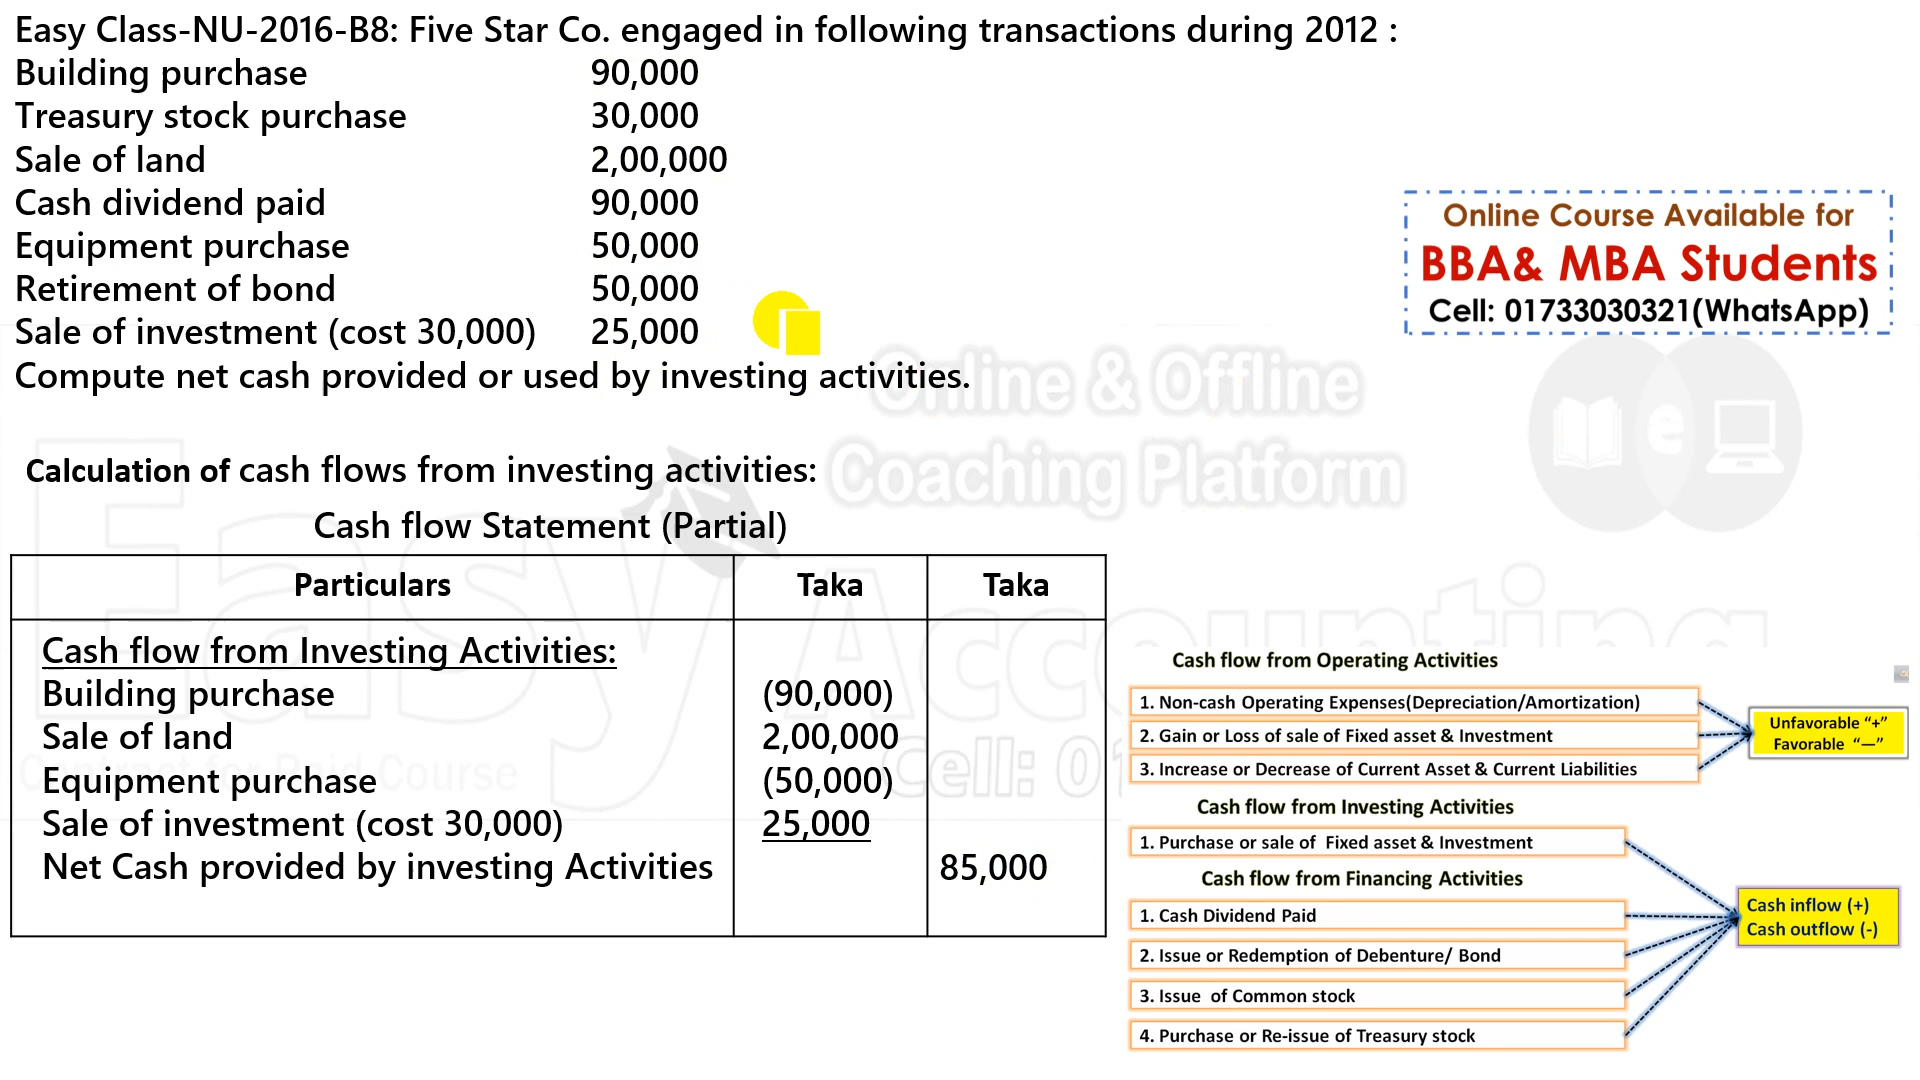 Easy Class-NU-2016-B8: Five Star Co. engaged in following transactions during 2012 :
Building purchase 90,000
Treasury stock purchase 30,000
Sale of land 2,00,000
Cash dividend paid 90,000
Equipment purchase 50,000
Retirement of bond 50,000
Sale of investment (cost 30,000) 25,000
Compute net cash provided or used by investing activities.
Online Course Available for
BBA& MBA Students
Cell: 01733030321(WhatsApp)
Online & Offline
Coaching Platform
Easy Accounting
Contract for Paid Course
Cell: 01
Calculation of cash flows from investing activities:
Cash flow Statement (Partial)
Particulars Taka Taka
Cash flow from Investing Activities:
Building purchase (90,000)
Sale of land 2,00,000
Equipment purchase (50,000)
Sale of investment (cost 30,000) 25,000
Net Cash provided by investing Activities 85,000
Cash flow from Operating Activities
1. Non-cash Operating Expenses(Depreciation/Amortization)
2. Gain or Loss of sale of Fixed asset & Investment
3. Increase or Decrease of Current Asset & Current Liabilities
Unfavorable “+”
Favorable “—”
Cash flow from Investing Activities
1. Purchase or sale of Fixed asset & Investment
Cash flow from Financing Activities
1. Cash Dividend Paid
2. Issue or Redemption of Debenture/ Bond
3. Issue of Common stock
4. Purchase or Re-issue of Treasury stock
Cash inflow (+)
Cash outflow (-)